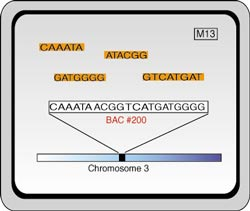 M13
CAAATA
ATACGG
GATGGGG
GTCATGAT
CAAATAACGGTCATGATGGGG
BAC #200
Chromosome 3